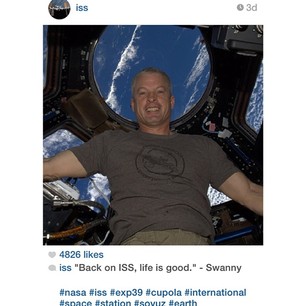 iss
3d
4826 likes
iss "Back on ISS, life is good." - Swanny
#nasa #iss #exp39 #cupola #international
#space #station #soyuz #earth